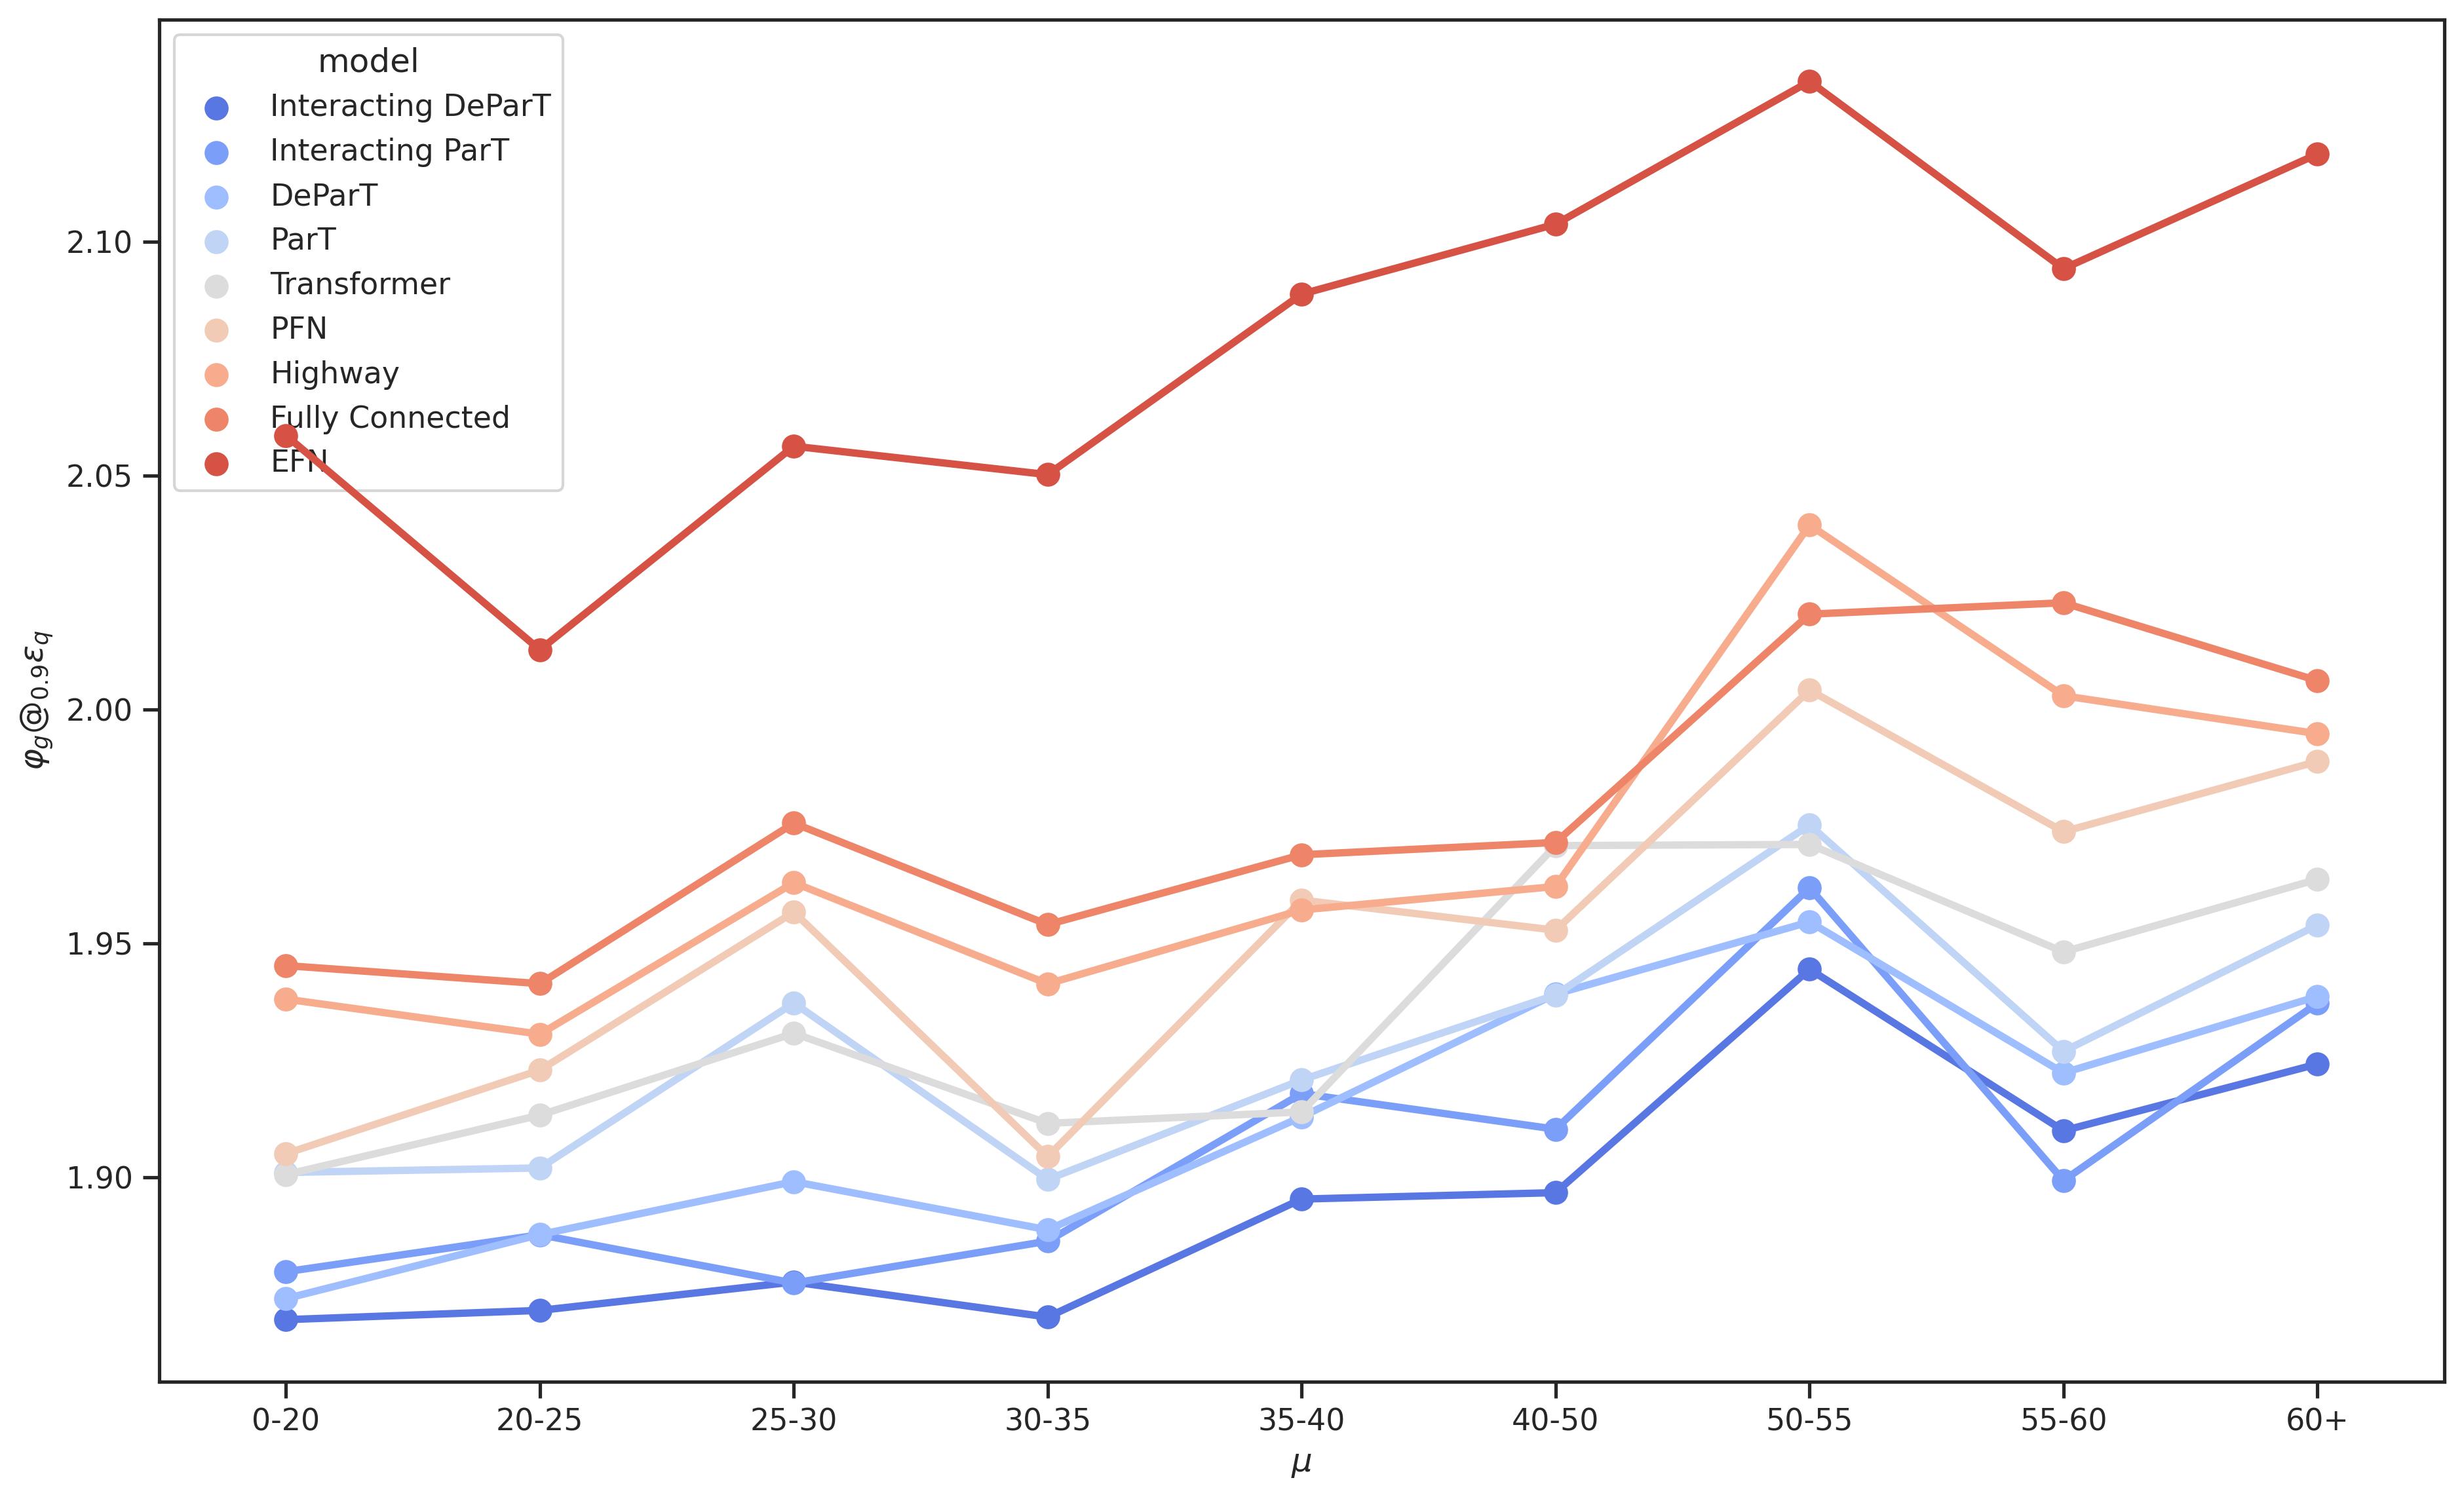 model
Interacting DeParT
Interacting ParT
DeParT
ParT
Transformer
PFN
Highway
Fully Connected
EFN
2.10
2.05
2.00
1.95
1.90
φg@0.9εq
0-20 20-25 25-30 30-35 35-40 40-50 50-55 55-60 60+
μ